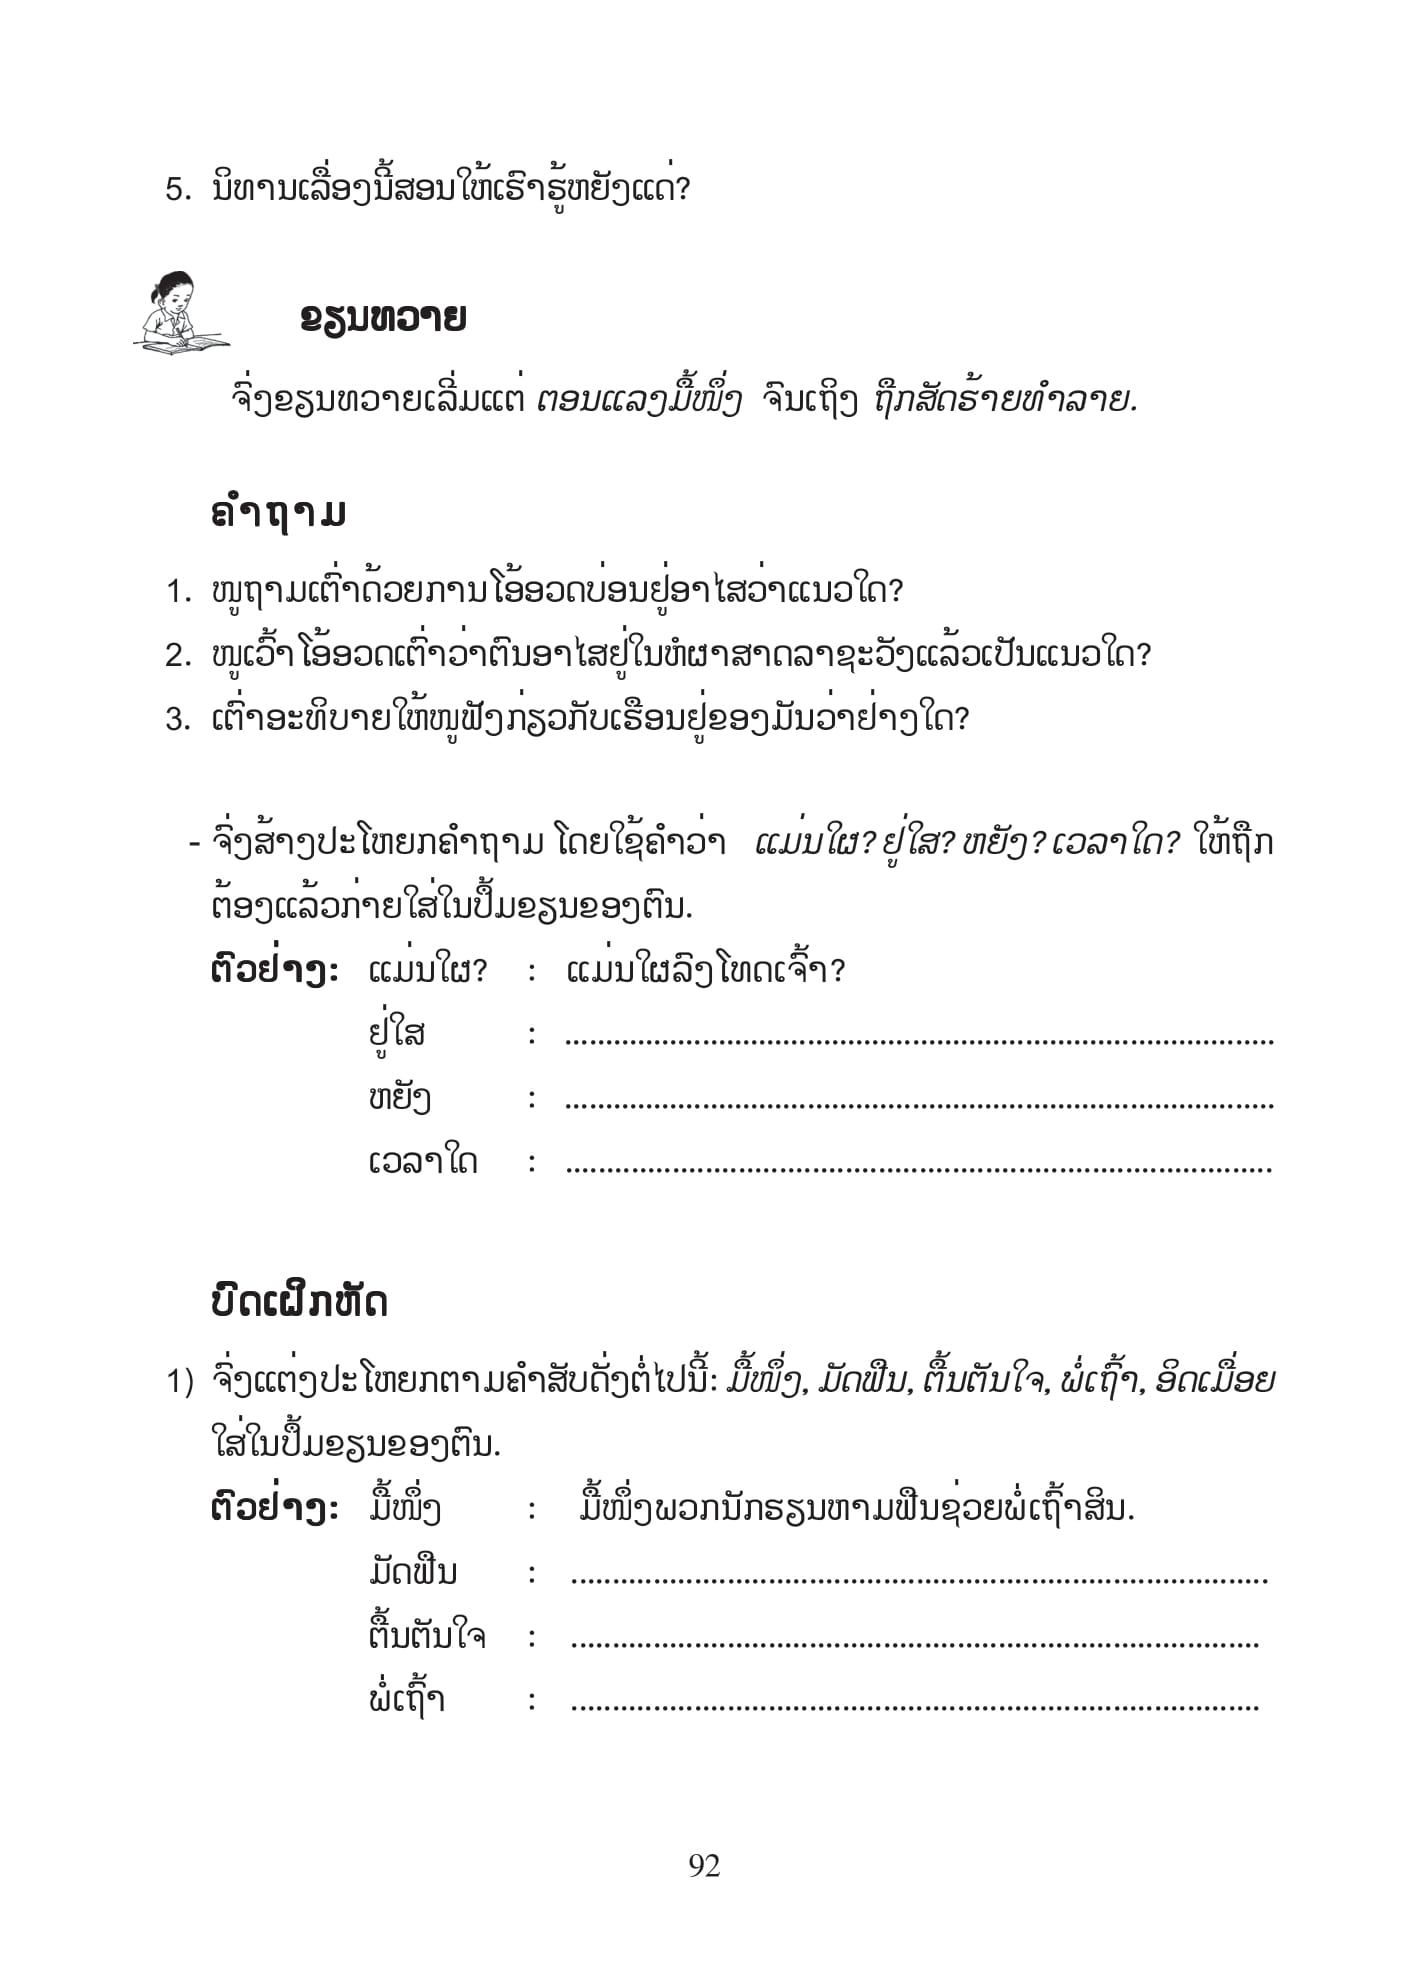 5. ນິທານເລື່ອງນີ້ສອນໃຫ້ເຮົາຮູ້ຫຍັງແດ່?
ຂຽນທວາຍ
ຈົ່ງຂຽນທວາຍເລີ່ມແຕ່ ຕອນແລງມື້ໜຶ່ງ ຈົນເຖິງ ຖືກສັດຮ້າຍທຳລາຍ.
ຄຳຖາມ
1. ໜູຖາມເຕົ່າດ້ວຍການໂອ້ອວດບ່ອນຢູ່ອາໄສວ່າແນວໃດ?
2. ໜູເວົ້າໂອ້ອວດເຕົ່າວ່າຕົນອາໄສຢູ່ໃນຫໍຜາສາດລາຊະວັງແລ້ວເປັນແນວໃດ?
3. ເຕົ່າອະທິບາຍໃຫ້ໜູຟັງກ່ຽວກັບເຮືອນຢູ່ຂອງມັນວ່າຢ່າງໃດ?
- ຈົ່ງສ້າງປະໂຫຍກຄຳຖາມ ໂດຍໃຊ້ຄຳວ່າ ແມ່ນໃຜ? ຢູ່ໃສ? ຫຍັງ? ເວລາໃດ? ໃຫ້ຖືກ
ຕ້ອງແລ້ວກ່າຍໃສ່ໃນປຶ້ມຂຽນຂອງຕົນ.
ຕົວຢ່າງ: ແມ່ນໃຜ? : ແມ່ນໃຜລົງໂທດເຈົ້າ?
ຢູ່ໃສ : ........................................................................................
ຫຍັງ : ........................................................................................
ເວລາໃດ : ........................................................................................
ບົດເຝິກຫັດ
1) ຈົ່ງແຕ່ງປະໂຫຍກຕາມຄຳສັບດັ່ງຕໍ່ໄປນີ້: ມື້ໜຶ່ງ, ມັດຟືນ, ຕື້ນຕັນໃຈ, ພໍ່ເຖົ້າ, ອິດເມື່ອຍ
ໃສ່ໃນປຶ້ມຂຽນຂອງຕົນ.
ຕົວຢ່າງ: ມື້ໜຶ່ງ : ມື້ໜຶ່ງພວກນັກຮຽນຫາມຟືນຊ່ວຍພໍ່ເຖົ້າສິນ.
ມັດຟືນ : ......................................................................................
ຕື້ນຕັນໃຈ : .....................................................................................
ພໍ່ເຖົ້າ : .....................................................................................
92